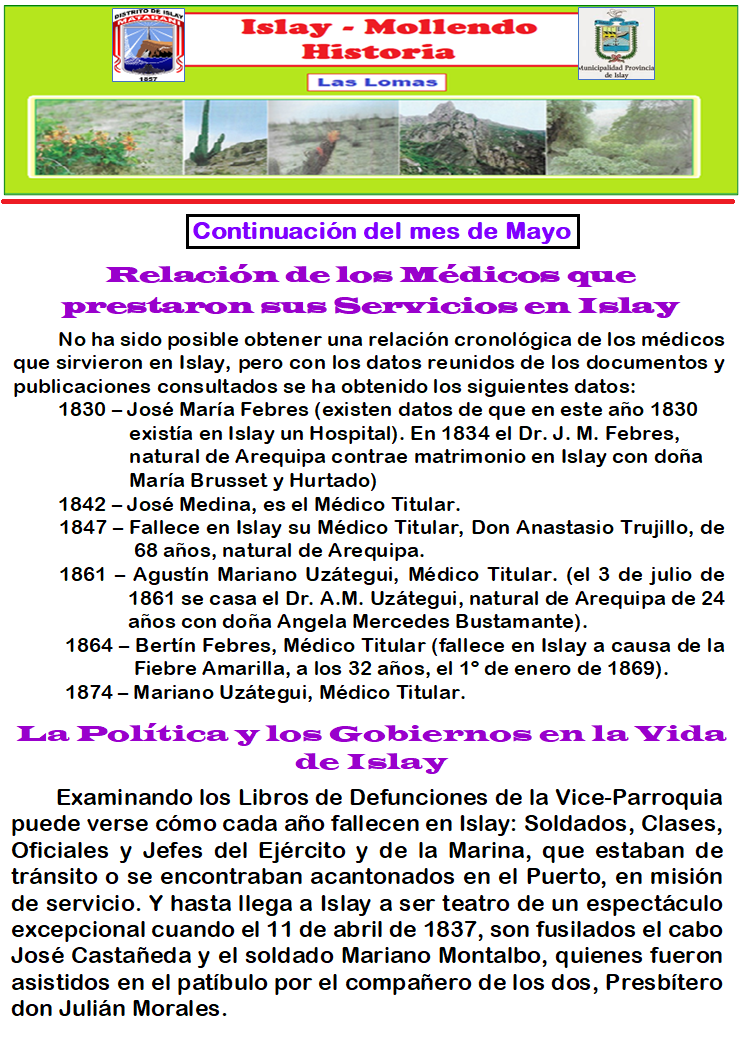 DISTRITO DE ISLAY
MATARANI
1857
Islay - Mollendo
Historia
Municipalidad Provincia
de Islay
Las Lomas
Continuación del mes de Mayo
Relación de los Médicos que
prestaron sus Servicios en Islay
No ha sido posible obtener una relación cronológica de los médicos
que sirvieron en Islay, pero con los datos reunidos de los documentos y
publicaciones consultados se ha obtenido los siguientes datos:
1830 – José María Febres (existen datos de que en este año 1830
existía en Islay un Hospital). En 1834 el Dr. J. M. Febres,
natural de Arequipa contrae matrimonio en Islay con doña
María Brusset y Hurtado)
1842 – José Medina, es el Médico Titular.
1847 – Fallece en Islay su Médico Titular, Don Anastasio Trujillo, de
68 años, natural de Arequipa.
1861 – Agustín Mariano Uzátegui, Médico Titular. (el 3 de julio de
1861 se casa el Dr. A.M. Uzátegui, natural de Arequipa de 24
años con doña Angela Mercedes Bustamante).
1864 – Bertín Febres, Médico Titular (fallece en Islay a causa de la
Fiebre Amarilla, a los 32 años, el 1° de enero de 1869).
1874 – Mariano Uzátegui, Médico Titular.
La Política y los Gobiernos en la Vida
de Islay
Examinando los Libros de Defunciones de la Vice-Parroquia
puede verse cómo cada año fallecen en Islay: Soldados, Clases,
Oficiales y Jefes del Ejército y de la Marina, que estaban de
tránsito o se encontraban acantonados en el Puerto, en misión
de servicio. Y hasta llega a Islay a ser teatro de un espectáculo
excepcional cuando el 11 de abril de 1837, son fusilados el cabo
José Castañeda y el soldado Mariano Montalbo, quienes fueron
asistidos en el patíbulo por el compañero de los dos, Presbítero
don Julián Morales.